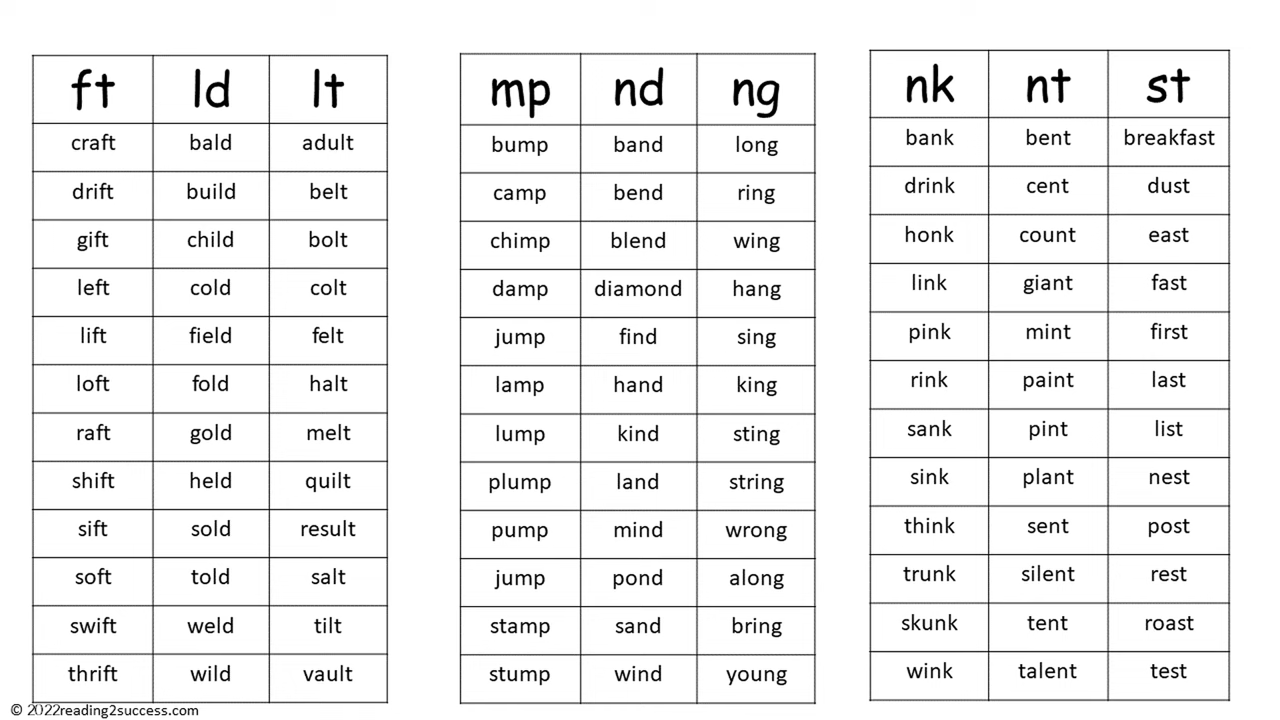 ft ld lt
craft bald adult
drift build belt
gift child bolt
left cold colt
lift field felt
loft fold halt
raft gold melt
shift held quilt
sift sold result
soft told salt
swift weld tilt
thrift wild vault
mp nd ng
bump band long
camp bend ring
chimp blend wing
damp diamond hang
jump find sing
lamp hand king
lump kind sting
plump land string
pump mind wrong
jump pond along
stamp sand bring
stump wind young
nk nt st
bank bent breakfast
drink cent dust
honk count east
link giant fast
pink mint first
rink paint last
sank pint list
sink plant nest
think sent post
trunk silent rest
skunk tent roast
wink talent test
© 2022reading2success.com